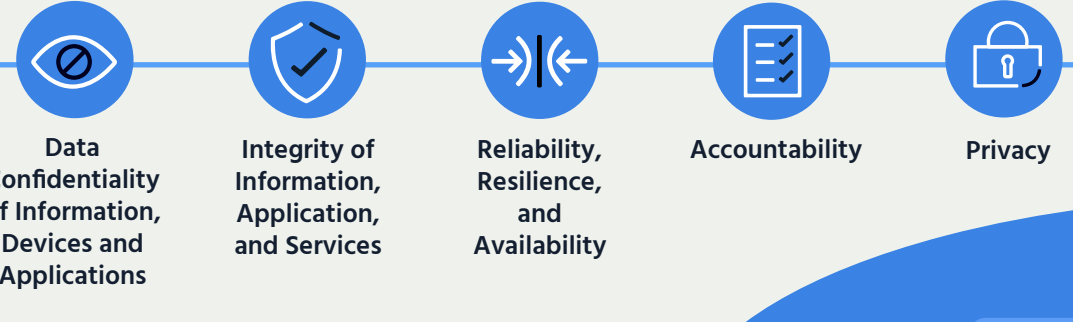 Data
onfidentiality
f Information,
Devices and
Applications
Integrity of
Information,
Application,
and Services
Reliability,
Resilience,
and
Availability
Accountability
Privacy